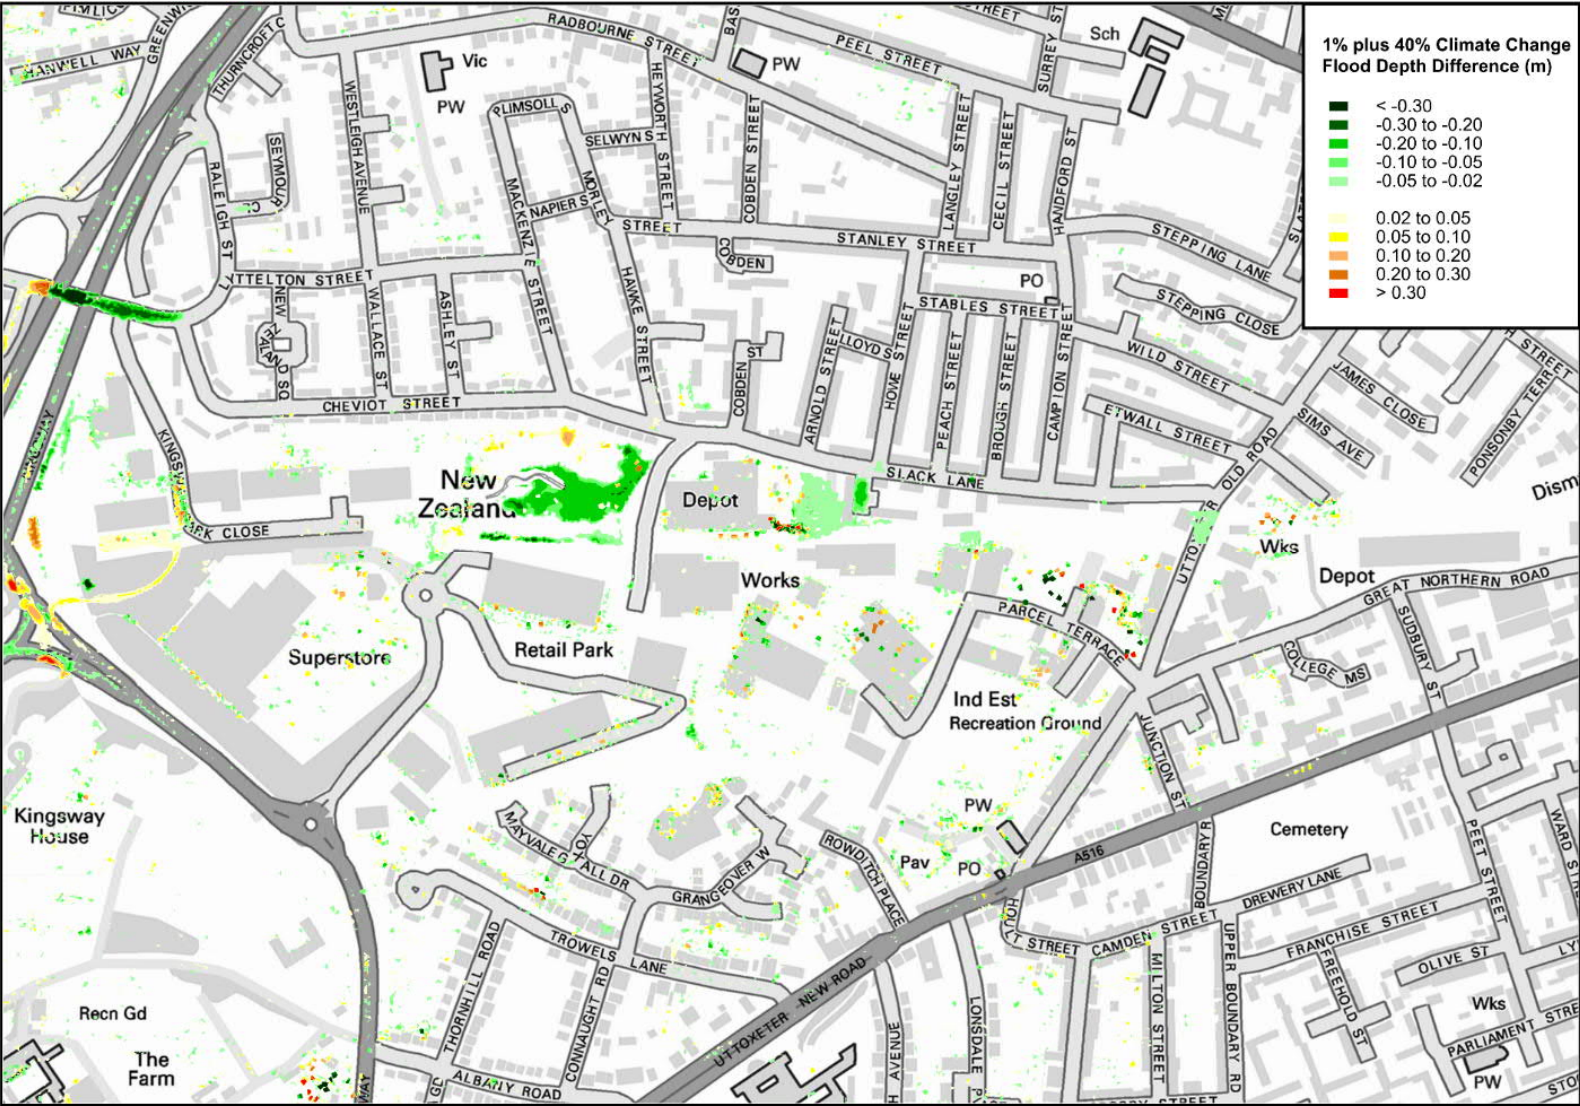 1% plus 40% Climate Change
Flood Depth Difference (m)
< -0.30
-0.30 to -0.20
-0.20 to -0.10
-0.10 to -0.05
-0.05 to -0.02
0.02 to 0.05
0.05 to 0.10
0.10 to 0.20
0.20 to 0.30
> 0.30
HANWELL WAY
THURNCROFT C
RADBOURNE STREET
PEEL STREET
SURREY ST
Sch
Vic
PW
PW
WESTLEIGH AVENUE
HEYWORTH STREET
PLIMSOLL S
SELWYN S
COBDEN STREET
LANGLEY STREET
CECIL STREET
HANDFORD ST
SEYMOUR CL
RALEIGH ST
MACKENZIE STREET
NAPIER S
MORLEY
STREET
STANLEY STREET
STEPPING LANE
COBDEN
PO
LYTTELTON STREET
NEW ZEALAND SQ
WALLACE ST
ASHLEY ST
HAWKE STREET
STABLES STREET
STEPPING CLOSE
COBDEN ST
ARNOLD STREET
LLOYD S
HOWE STREET
PEACH STREET
BROUGH STREET
CAMPION STREET
WILD STREET
JAMES CLOSE
PONSONBY TERR
CHEVIOT STREET
ETWALL STREET
SIMS AVE
OLD ROAD
SLACK LANE
New
Zealand
Depot
Dism
Wks
Depot
GREAT NORTHERN ROAD
Works
PARCEL TERRACE
SUDBURY ST
COLLEGE MS
Superstore
Retail Park
Ind Est
Recreation Ground
JUNCTION ST
Kingsway
House
PW
Cemetery
MAYVALE G
ALL DR
GRANGEOVER W
ROWDITCH PLACE
Pav
PO
A516
BOUNDARY R
DREWERY LANE
PEET STREET
TROWELS LANE
THORNHILL ROAD
CONNAUGHT RD
T STREET
CAMDEN STREET
FRANCHISE STREET
UTTOXETER NEW ROAD
MILTON STREET
UPPER BOUNDARY RD
FREEHOLD ST
OLIVE ST
Recn Gd
The
Farm
ALBANY ROAD
H AVENUE
LONSDALE P
Wks
PARLIAMENT STRE
PW